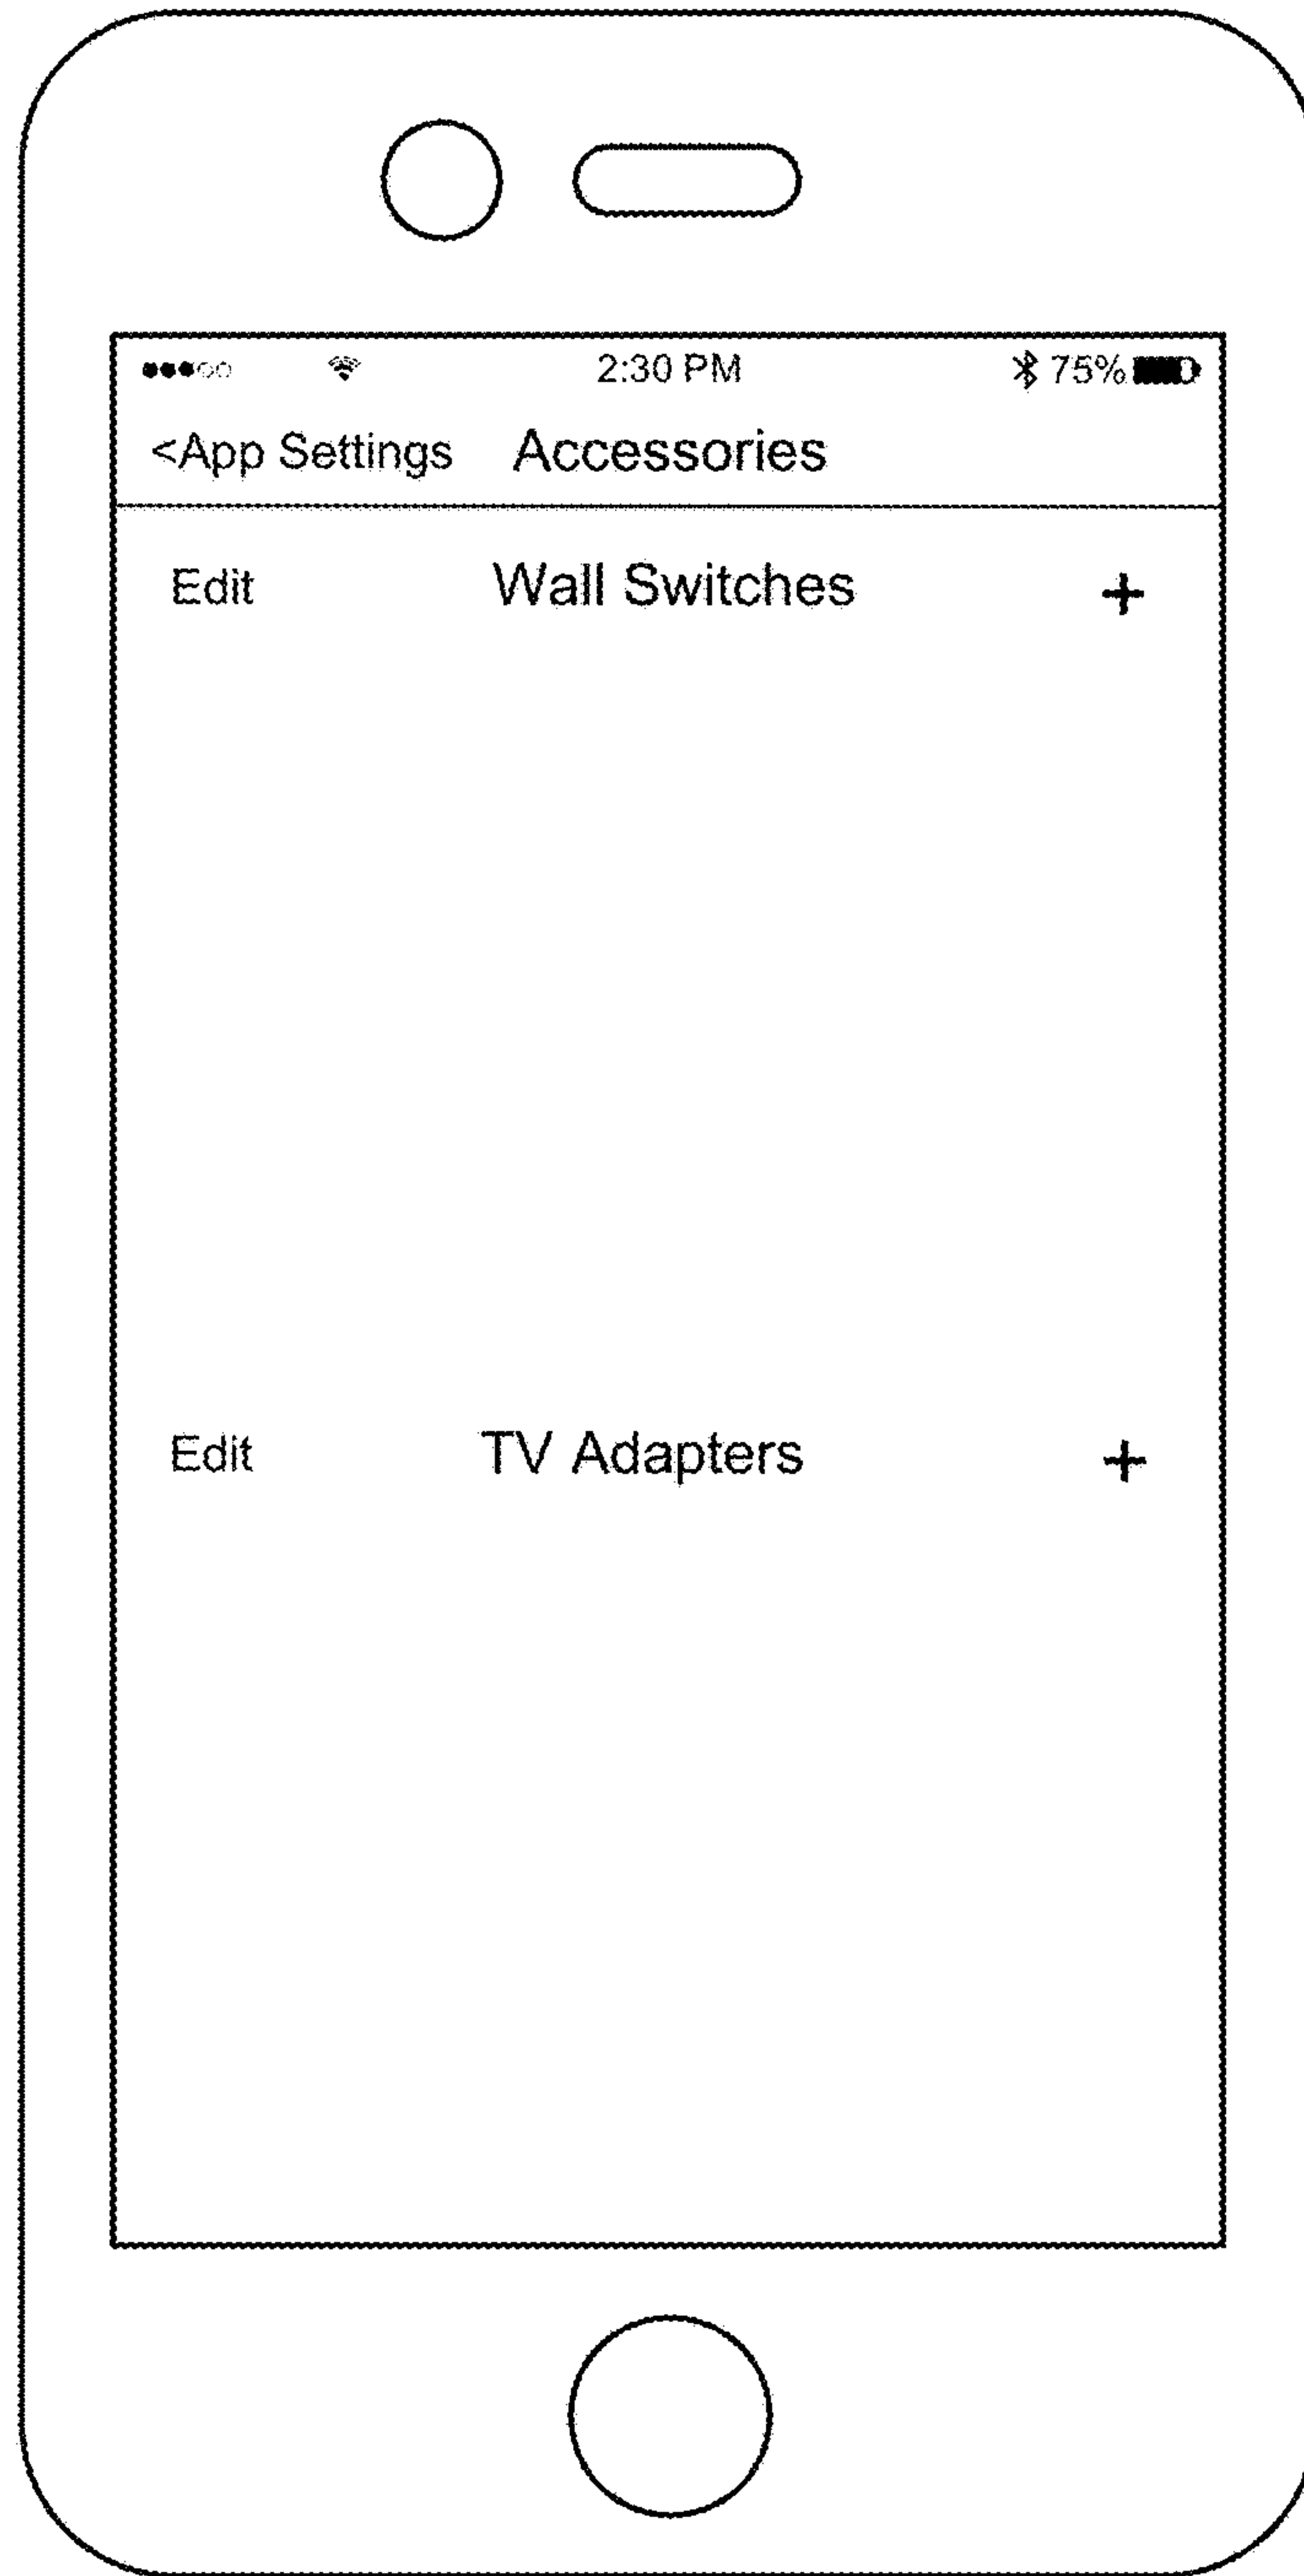 2:30 PM 75%
<App Settings Accessories
Edit Wall Switches +
Edit TV Adapters +